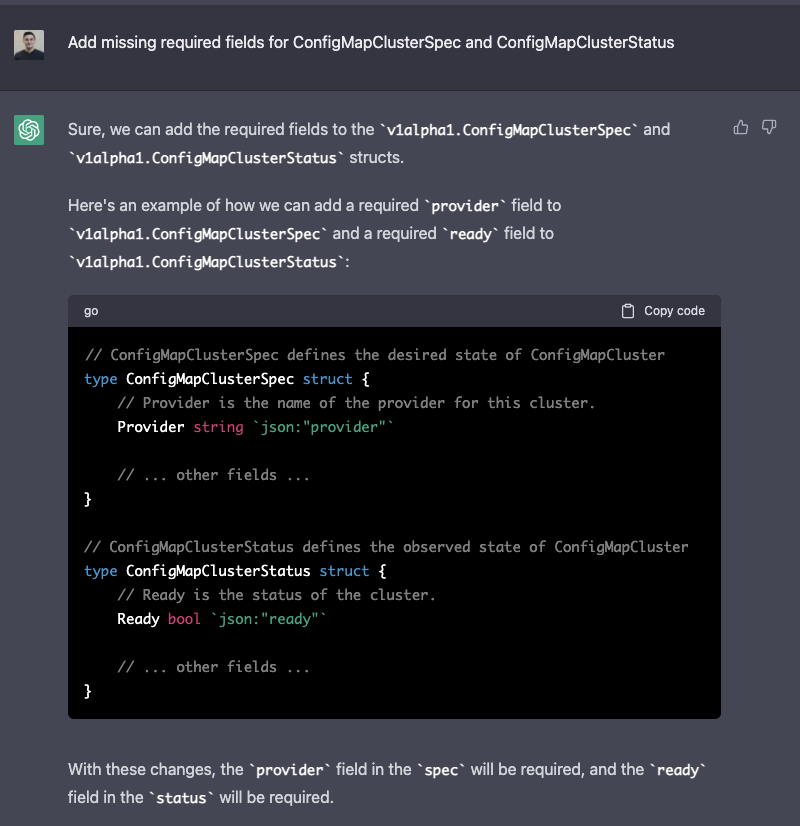 Add missing required fields for ConfigMapClusterSpec and ConfigMapClusterStatus
Sure, we can add the required fields to the `v1alpha1.ConfigMapClusterSpec` and
`v1alpha1.ConfigMapClusterStatus` structs.
Here's an example of how we can add a required `provider` field to
`v1alpha1.ConfigMapClusterSpec` and a required `ready` field to
`v1alpha1.ConfigMapClusterStatus`:
go Copy code
// ConfigMapClusterSpec defines the desired state of ConfigMapCluster
type ConfigMapClusterSpec struct {
    // Provider is the name of the provider for this cluster.
    Provider string `json:"provider"`
    // ... other fields ...
}
// ConfigMapClusterStatus defines the observed state of ConfigMapCluster
type ConfigMapClusterStatus struct {
    // Ready is the status of the cluster.
    Ready bool `json:"ready"`
    // ... other fields ...
}
With these changes, the `provider` field in the `spec` will be required, and the `ready`
field in the `status` will be required.